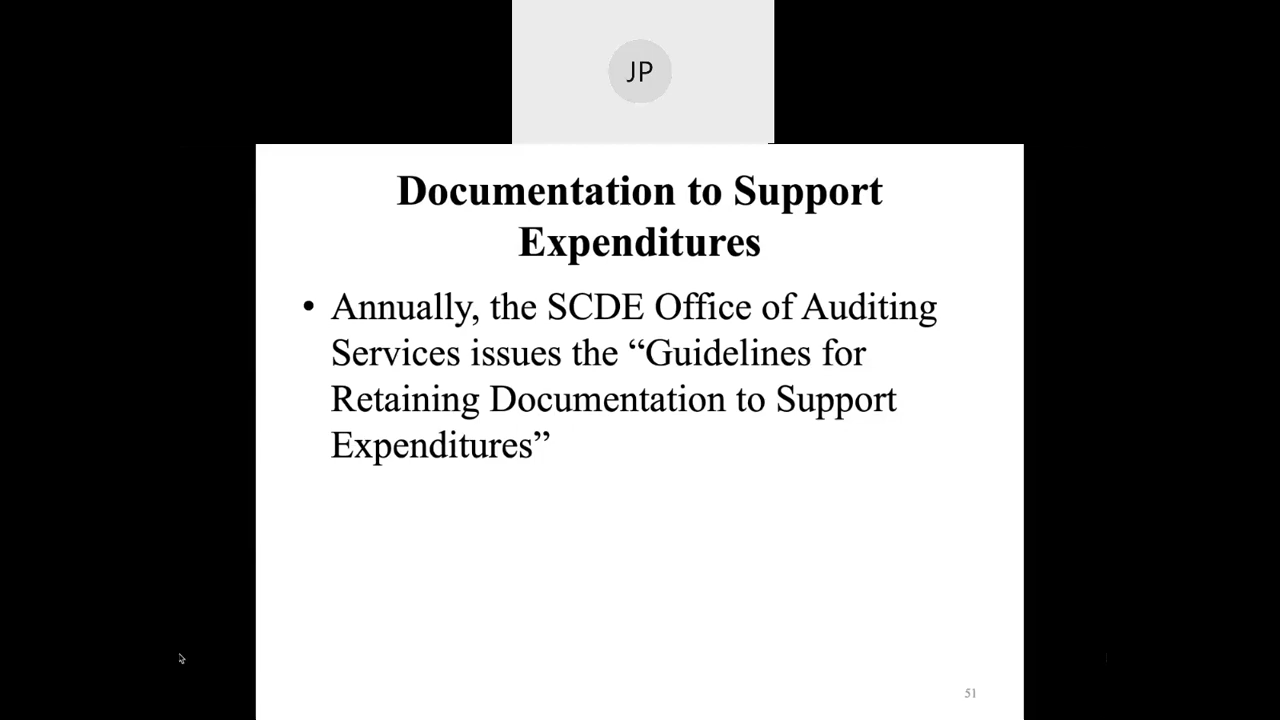 JP
Documentation to Support
Expenditures
• Annually, the SCDE Office of Auditing
Services issues the “Guidelines for
Retaining Documentation to Support
Expenditures”
51